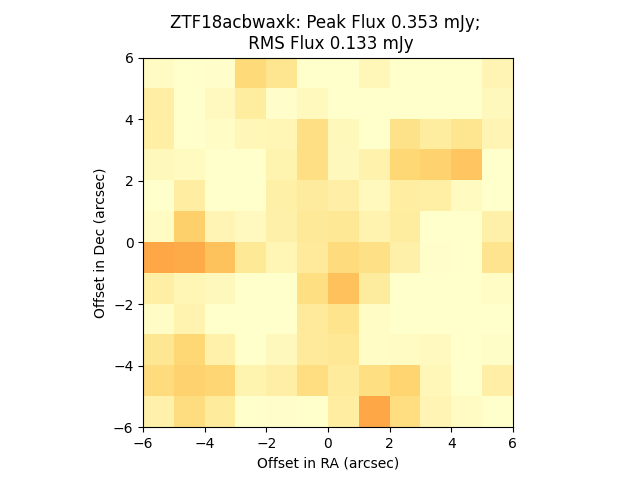 ZTF18acbwaxk: Peak Flux 0.353 mJy;
RMS Flux 0.133 mJy
6
4
2
0
−2
−4
−6
Offset in Dec (arcsec)
−6 −4 −2 0 2 4 6
Offset in RA (arcsec)